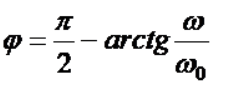 φ = π/2 − arctg ω/ω₀